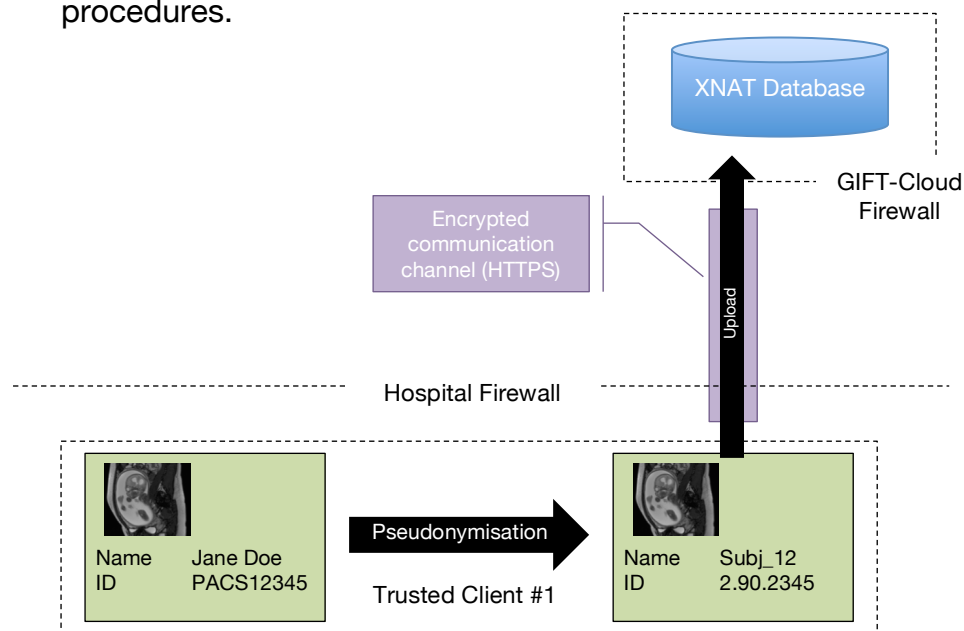 procedures.
XNAT Database
GIFT-Cloud
Firewall
Encrypted
communication
channel (HTTPS)
Upload
Hospital Firewall
Name Jane Doe
ID PACS12345
Pseudonymisation
Trusted Client #1
Name Subj_12
ID 2.90.2345